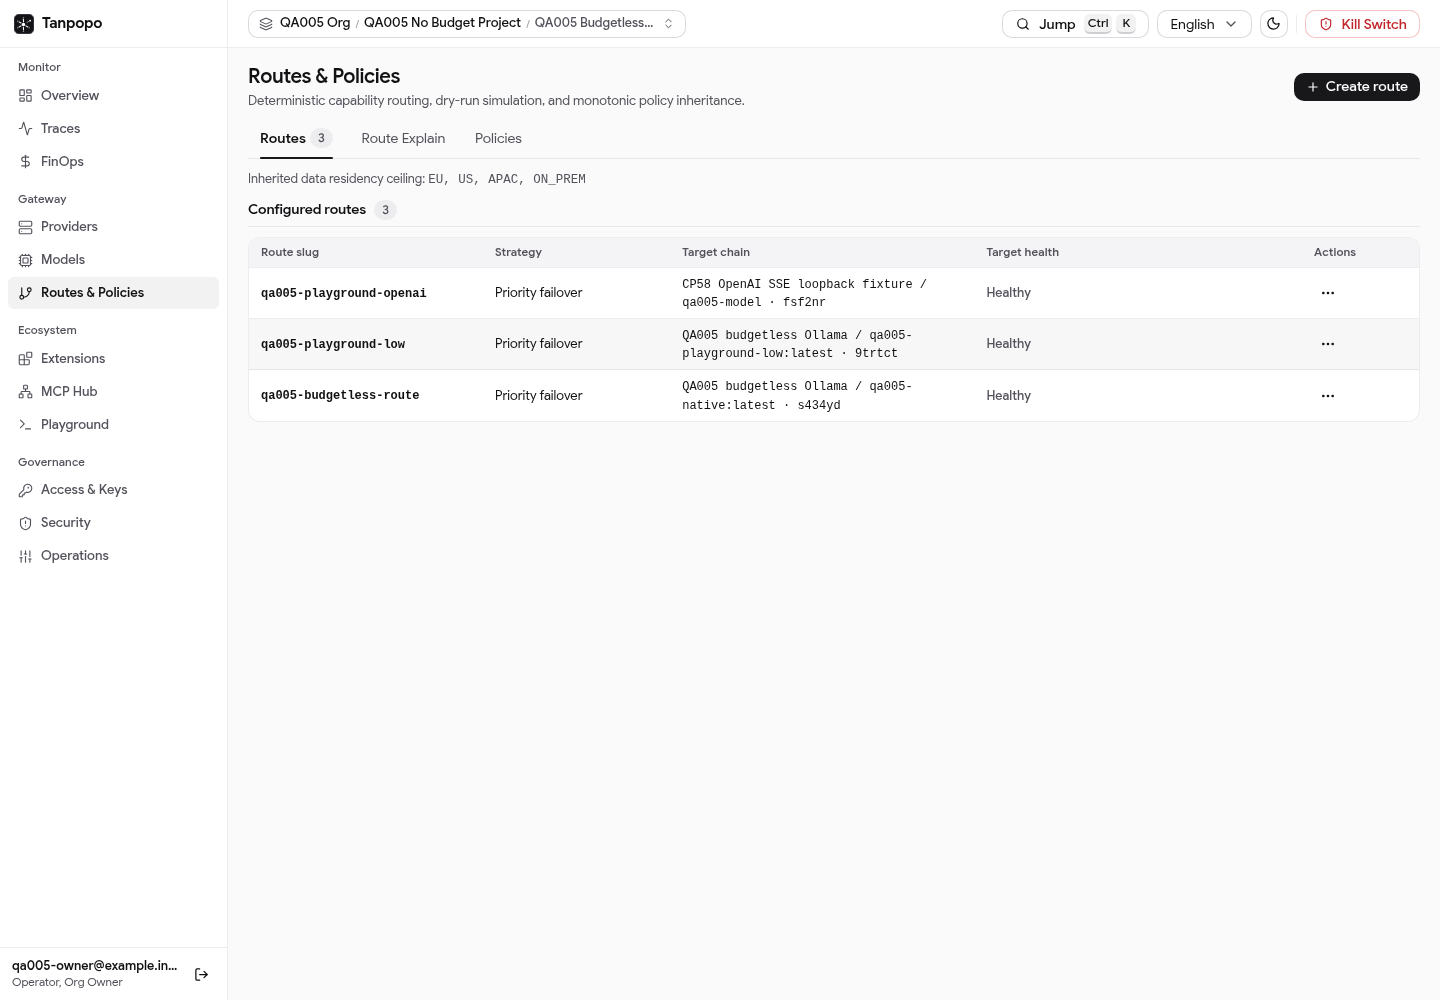 Tanpopo
QA005 Org / QA005 No Budget Project / QA005 Budgetless...
Jump Ctrl K
English
Kill Switch
Monitor
Overview
Traces
FinOps
Gateway
Providers
Models
Routes & Policies
Ecosystem
Extensions
MCP Hub
Playground
Governance
Access & Keys
Security
Operations
qa005-owner@example.in...
Operator, Org Owner
Routes & Policies
Deterministic capability routing, dry-run simulation, and monotonic policy inheritance.
+ Create route
Routes 3 Route Explain Policies
Inherited data residency ceiling: EU, US, APAC, ON_PREM
Configured routes 3
Route slug Strategy Target chain Target health Actions
qa005-playground-openai Priority failover CP58 OpenAI SSE loopback fixture / Healthy ...
qa005-model · fsf2nr
qa005-playground-low Priority failover QA005 budgetless Ollama / qa005- Healthy ...
playground-low:latest · 9trtct
qa005-budgetless-route Priority failover QA005 budgetless Ollama / qa005- Healthy ...
native:latest · s434yd